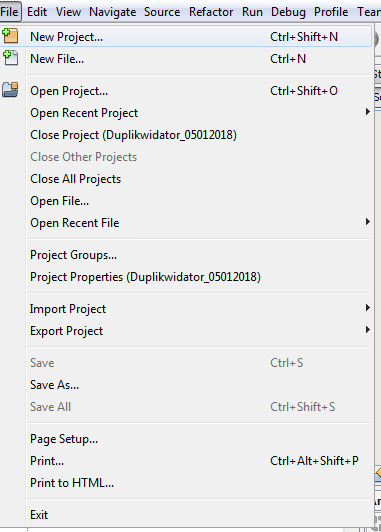 File Edit View Navigate Source Refactor Run Debug Profile
New Project... Ctrl+Shift+N
New File... Ctrl+N
Open Project... Ctrl+Shift+O
Open Recent Project
Close Project (Duplikwidator_05012018)
Close Other Projects
Close All Projects
Open File...
Open Recent File
Project Groups...
Project Properties (Duplikwidator_05012018)
Import Project
Export Project
Save Ctrl+S
Save As...
Save All Ctrl+Shift+S
Page Setup...
Print... Ctrl+Alt+Shift+P
Print to HTML...
Exit